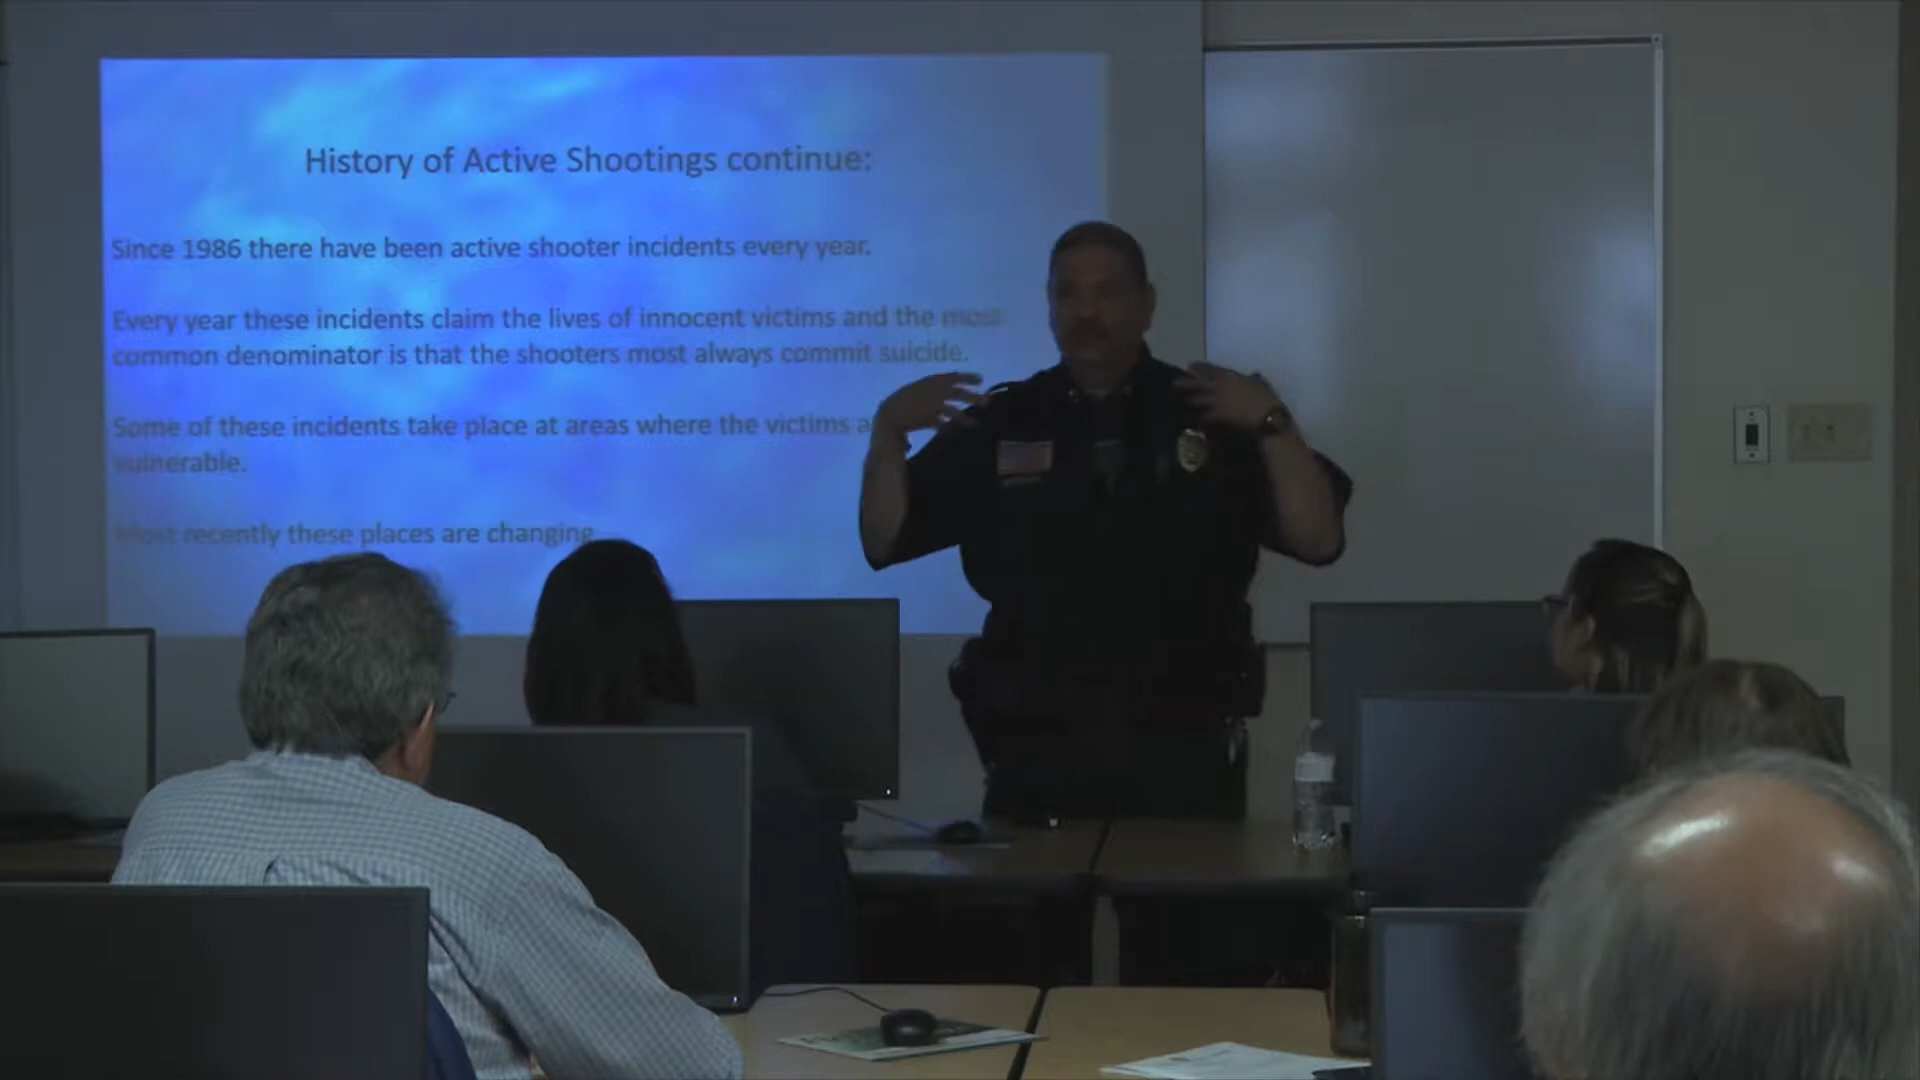 History of Active Shootings continue:
Since 1986 there have been active shooter incidents every year.
Every year these incidents claim the lives of innocent victims and the most
common denominator is that the shooters most always commit suicide.
Some of these incidents take place at areas where the victims a
vulnerable.
Most recently these places are changing